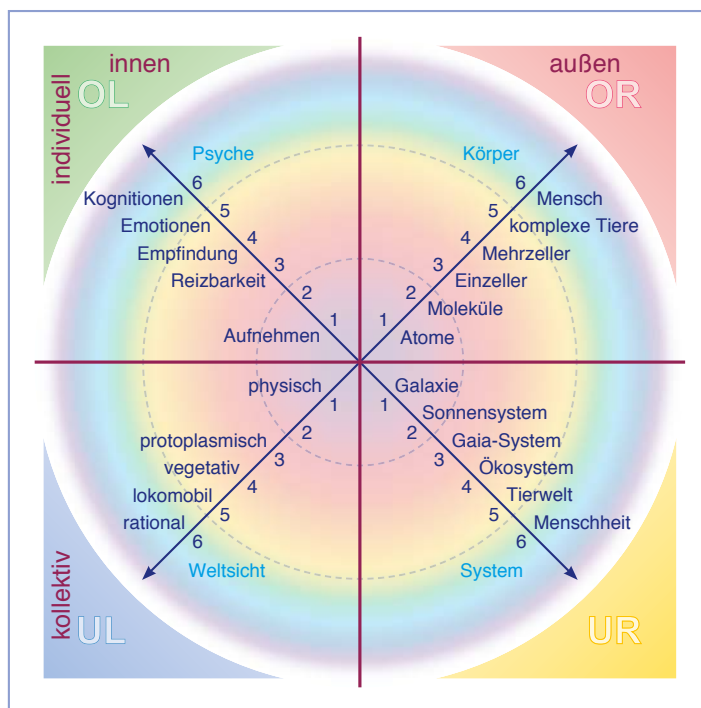 innen
außen
individuell
OL
OR
Psyche
Körper
6
6
Kognitionen
Mensch
5
5
Emotionen
komplexe Tiere
4
4
Empfindung
Mehrzeller
3
3
Reizbarkeit
Einzeller
2
2
Moleküle
1
1
Aufnehmen
Atome
physisch
Galaxie
1
1
Sonnensystem
2
2
protoplasmisch
Gaia-System
3
3
vegetativ
Ökosystem
4
4
lokomobil
Tierwelt
5
5
rational
Menschheit
6
6
Weltsicht
System
kollektiv
UL
UR